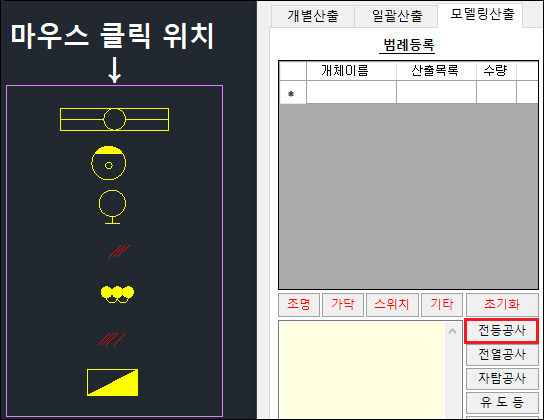 마우스 클릭 위치
개별산출 일괄산출 모델링산출
범례등록
개체이름 산출목록 수량
조명 가닥 스위치 기타 초기화
전등공사
전열공사
자탐공사
유 도 등